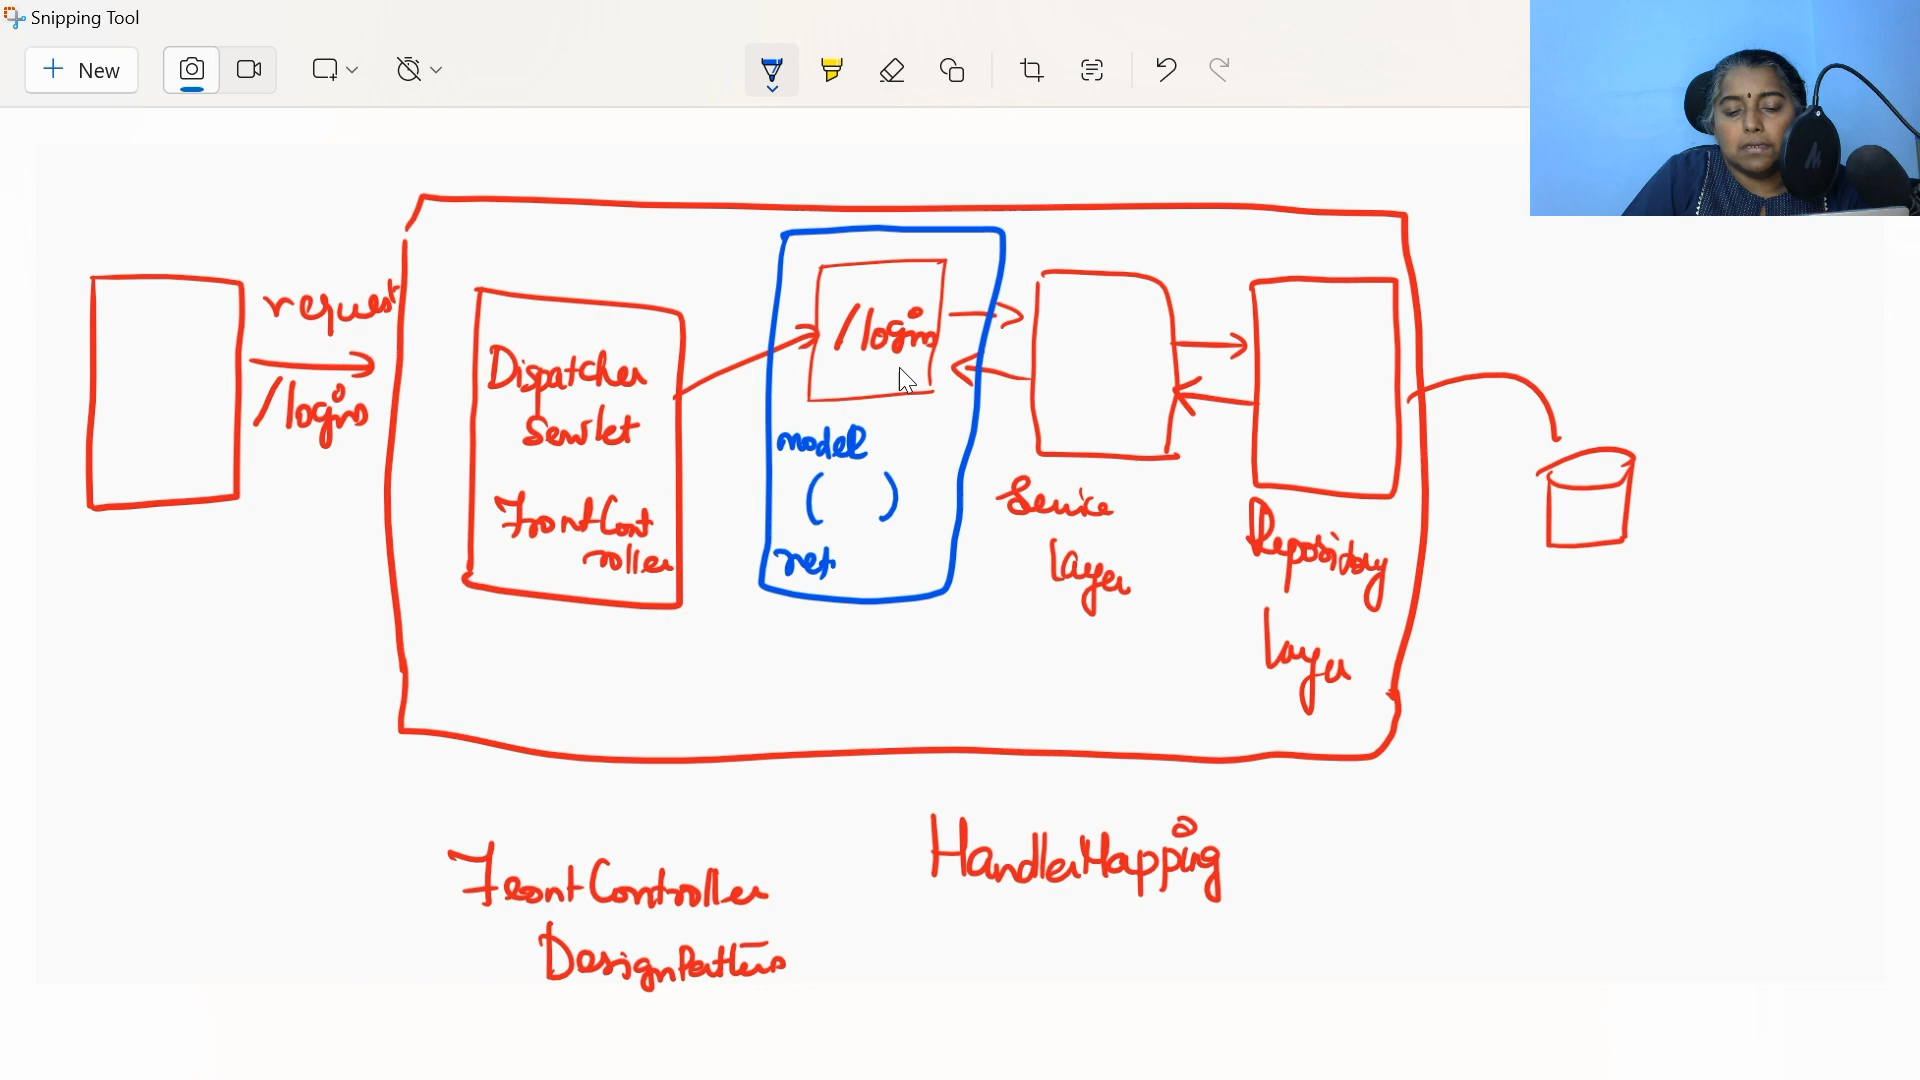 Snipping Tool
New
request
/login
Dispatcher
Servlet
FrontCont
roller
/login
model
( )
ret
Service
layer
Repository
Layer
FrontController
DesignPattern
HandlerMapping